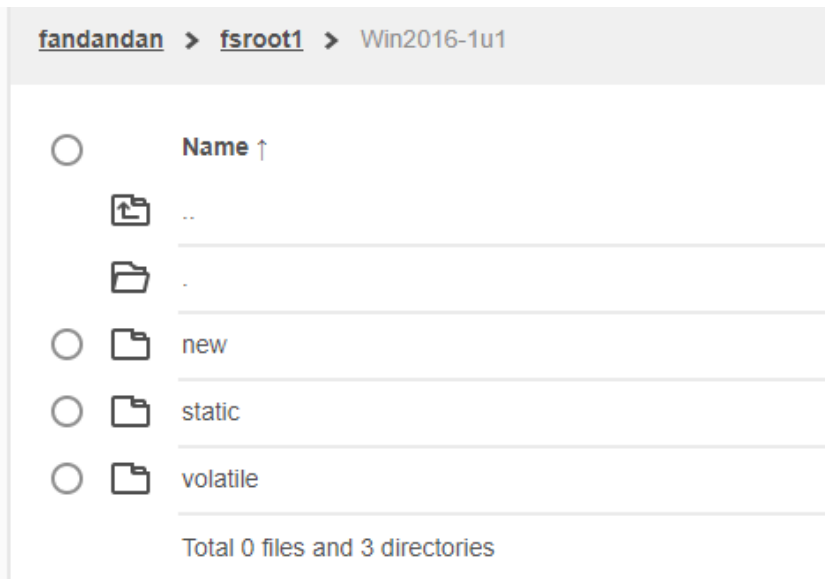 fandandan > fsroot1 > Win2016-1u1
Name ↑
..
.
new
static
volatile
Total 0 files and 3 directories